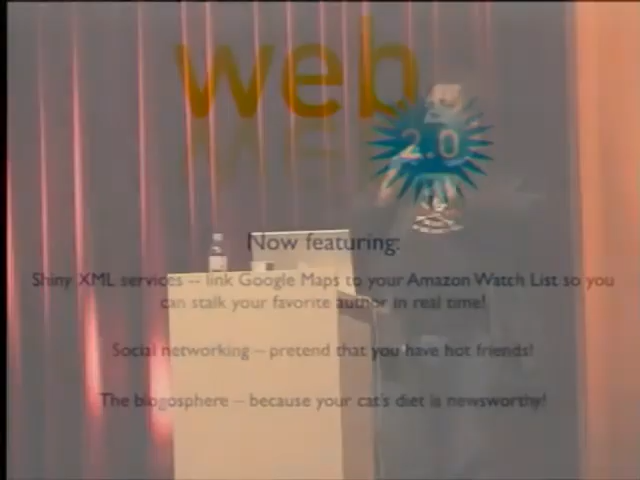 web
2.0
Now featuring:
Shiny XML services -- link Google Maps to your Amazon Watch List so you
can stalk your favorite author in real time!
Social networking – pretend that you have hot friends!
The blogosphere – because your cat's diet is newsworthy!